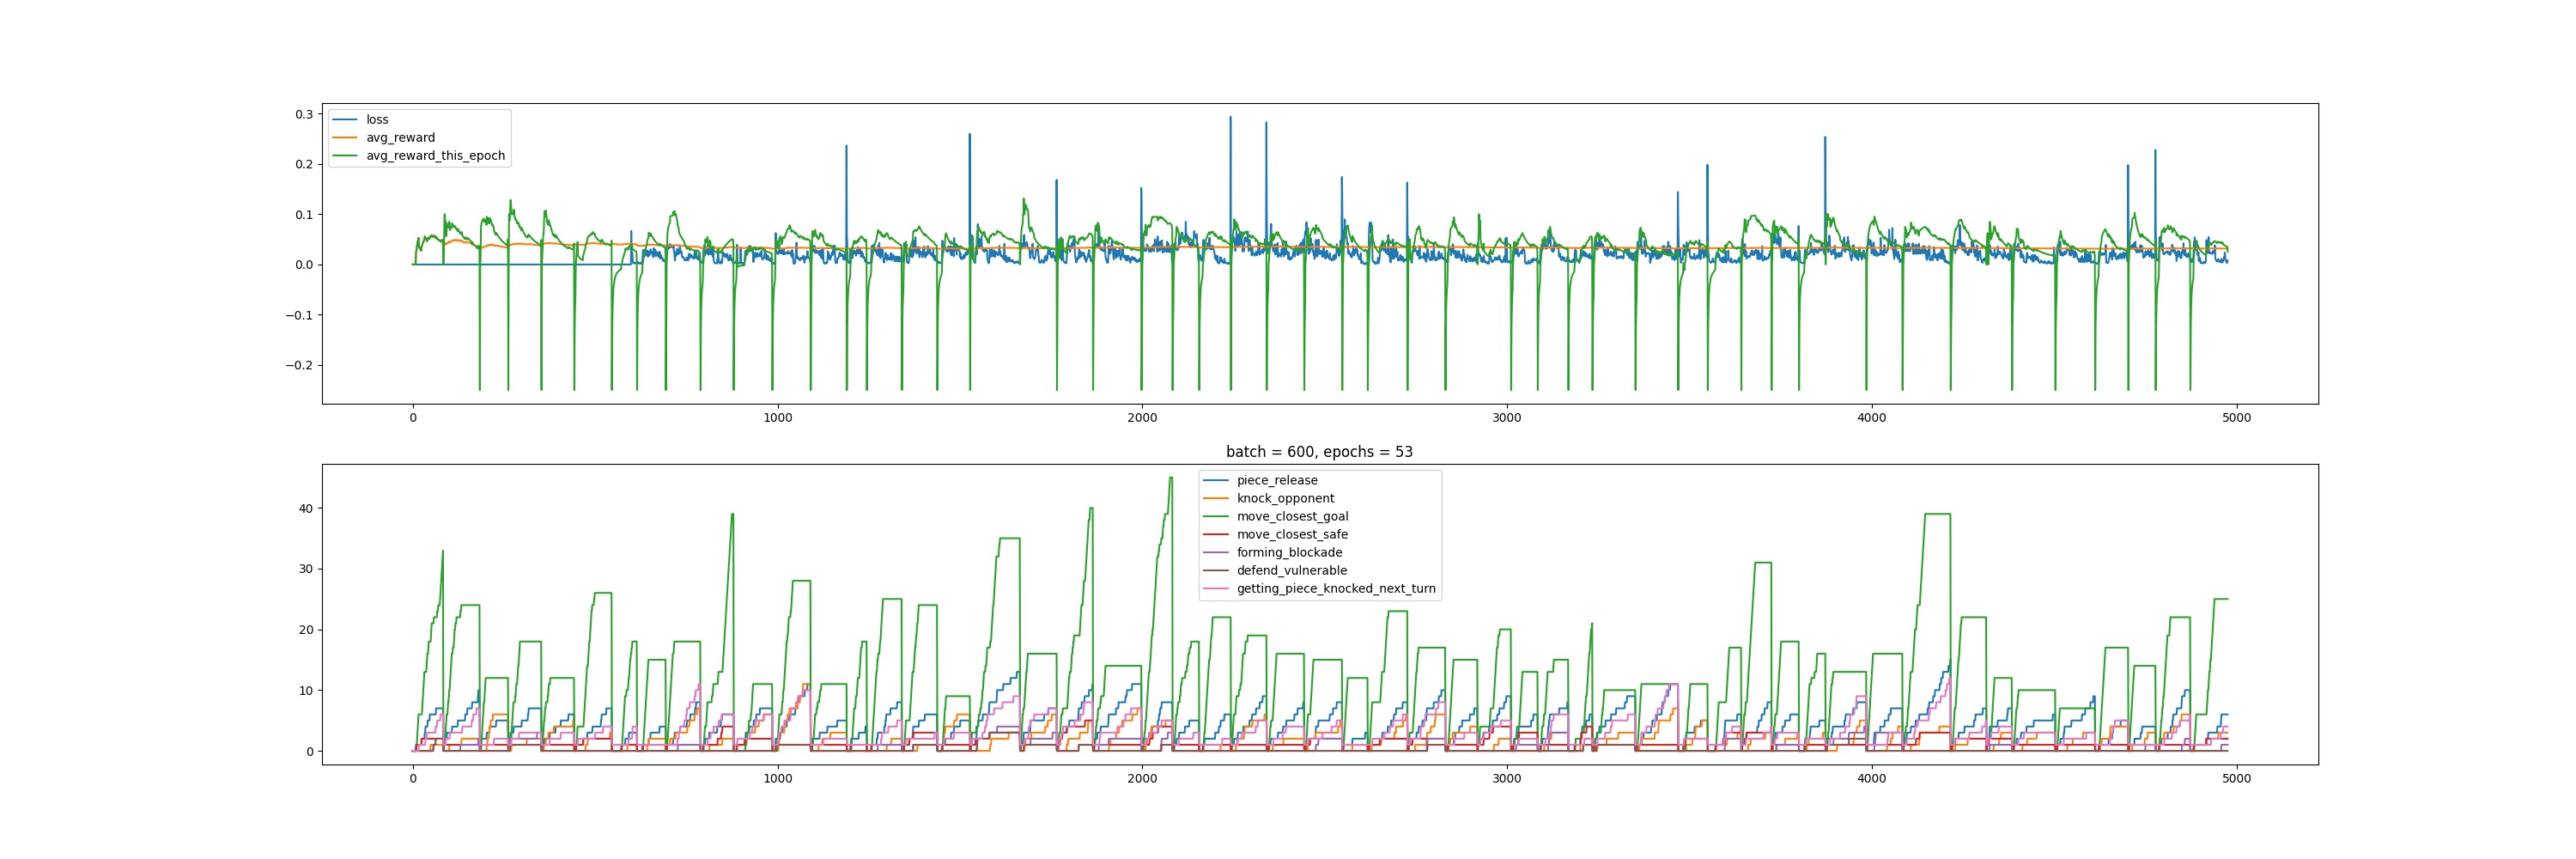 0.3
0.2
0.1
0.0
−0.1
−0.2
loss
avg_reward
avg_reward_this_epoch
0 1000 2000 3000 4000 5000
batch = 600, epochs = 53
40
30
20
10
0
piece_release
knock_opponent
move_closest_goal
move_closest_safe
forming_blockade
defend_vulnerable
getting_piece_knocked_next_turn
0 1000 2000 3000 4000 5000